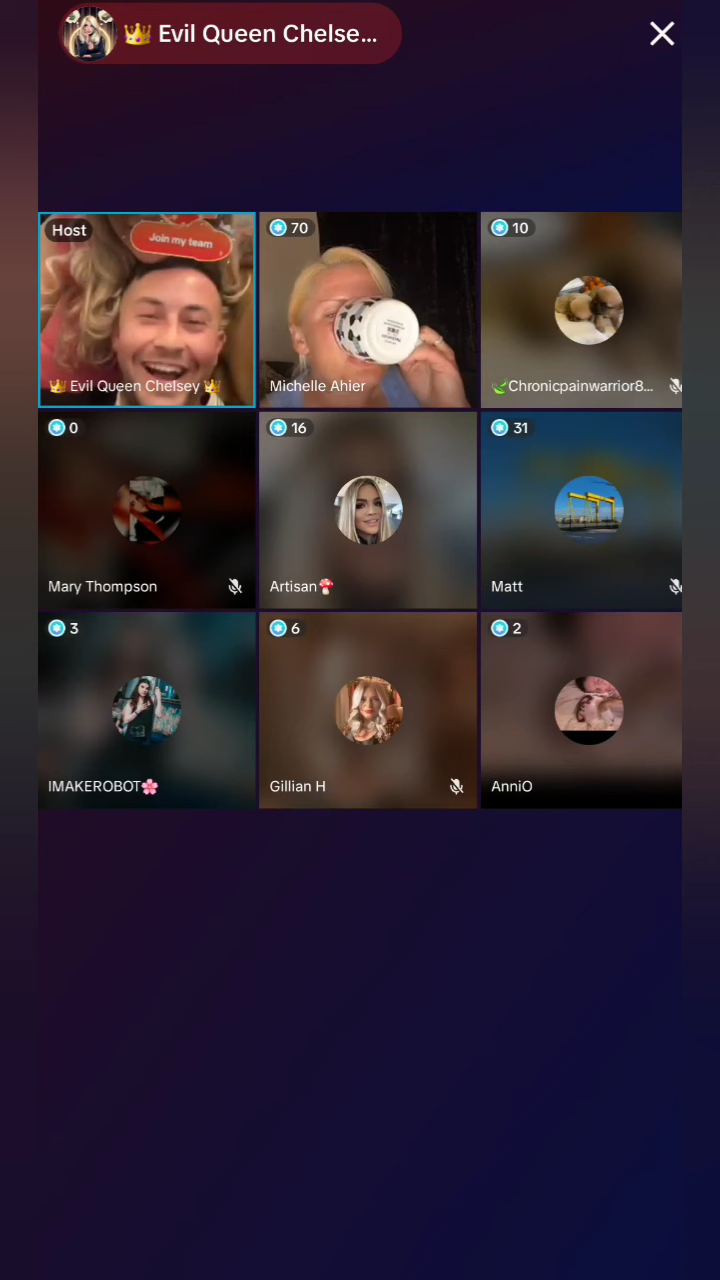 👑 Evil Queen Chelse...
Host
Join my team
👑 Evil Queen Chelsey 👑
70
Michelle Ahier
10
🌿Chronicpainwarrior8...
0
Mary Thompson
16
Artisan🍄
31
Matt
3
IMAKEROBOT🌸
6
Gillian H
2
AnniO